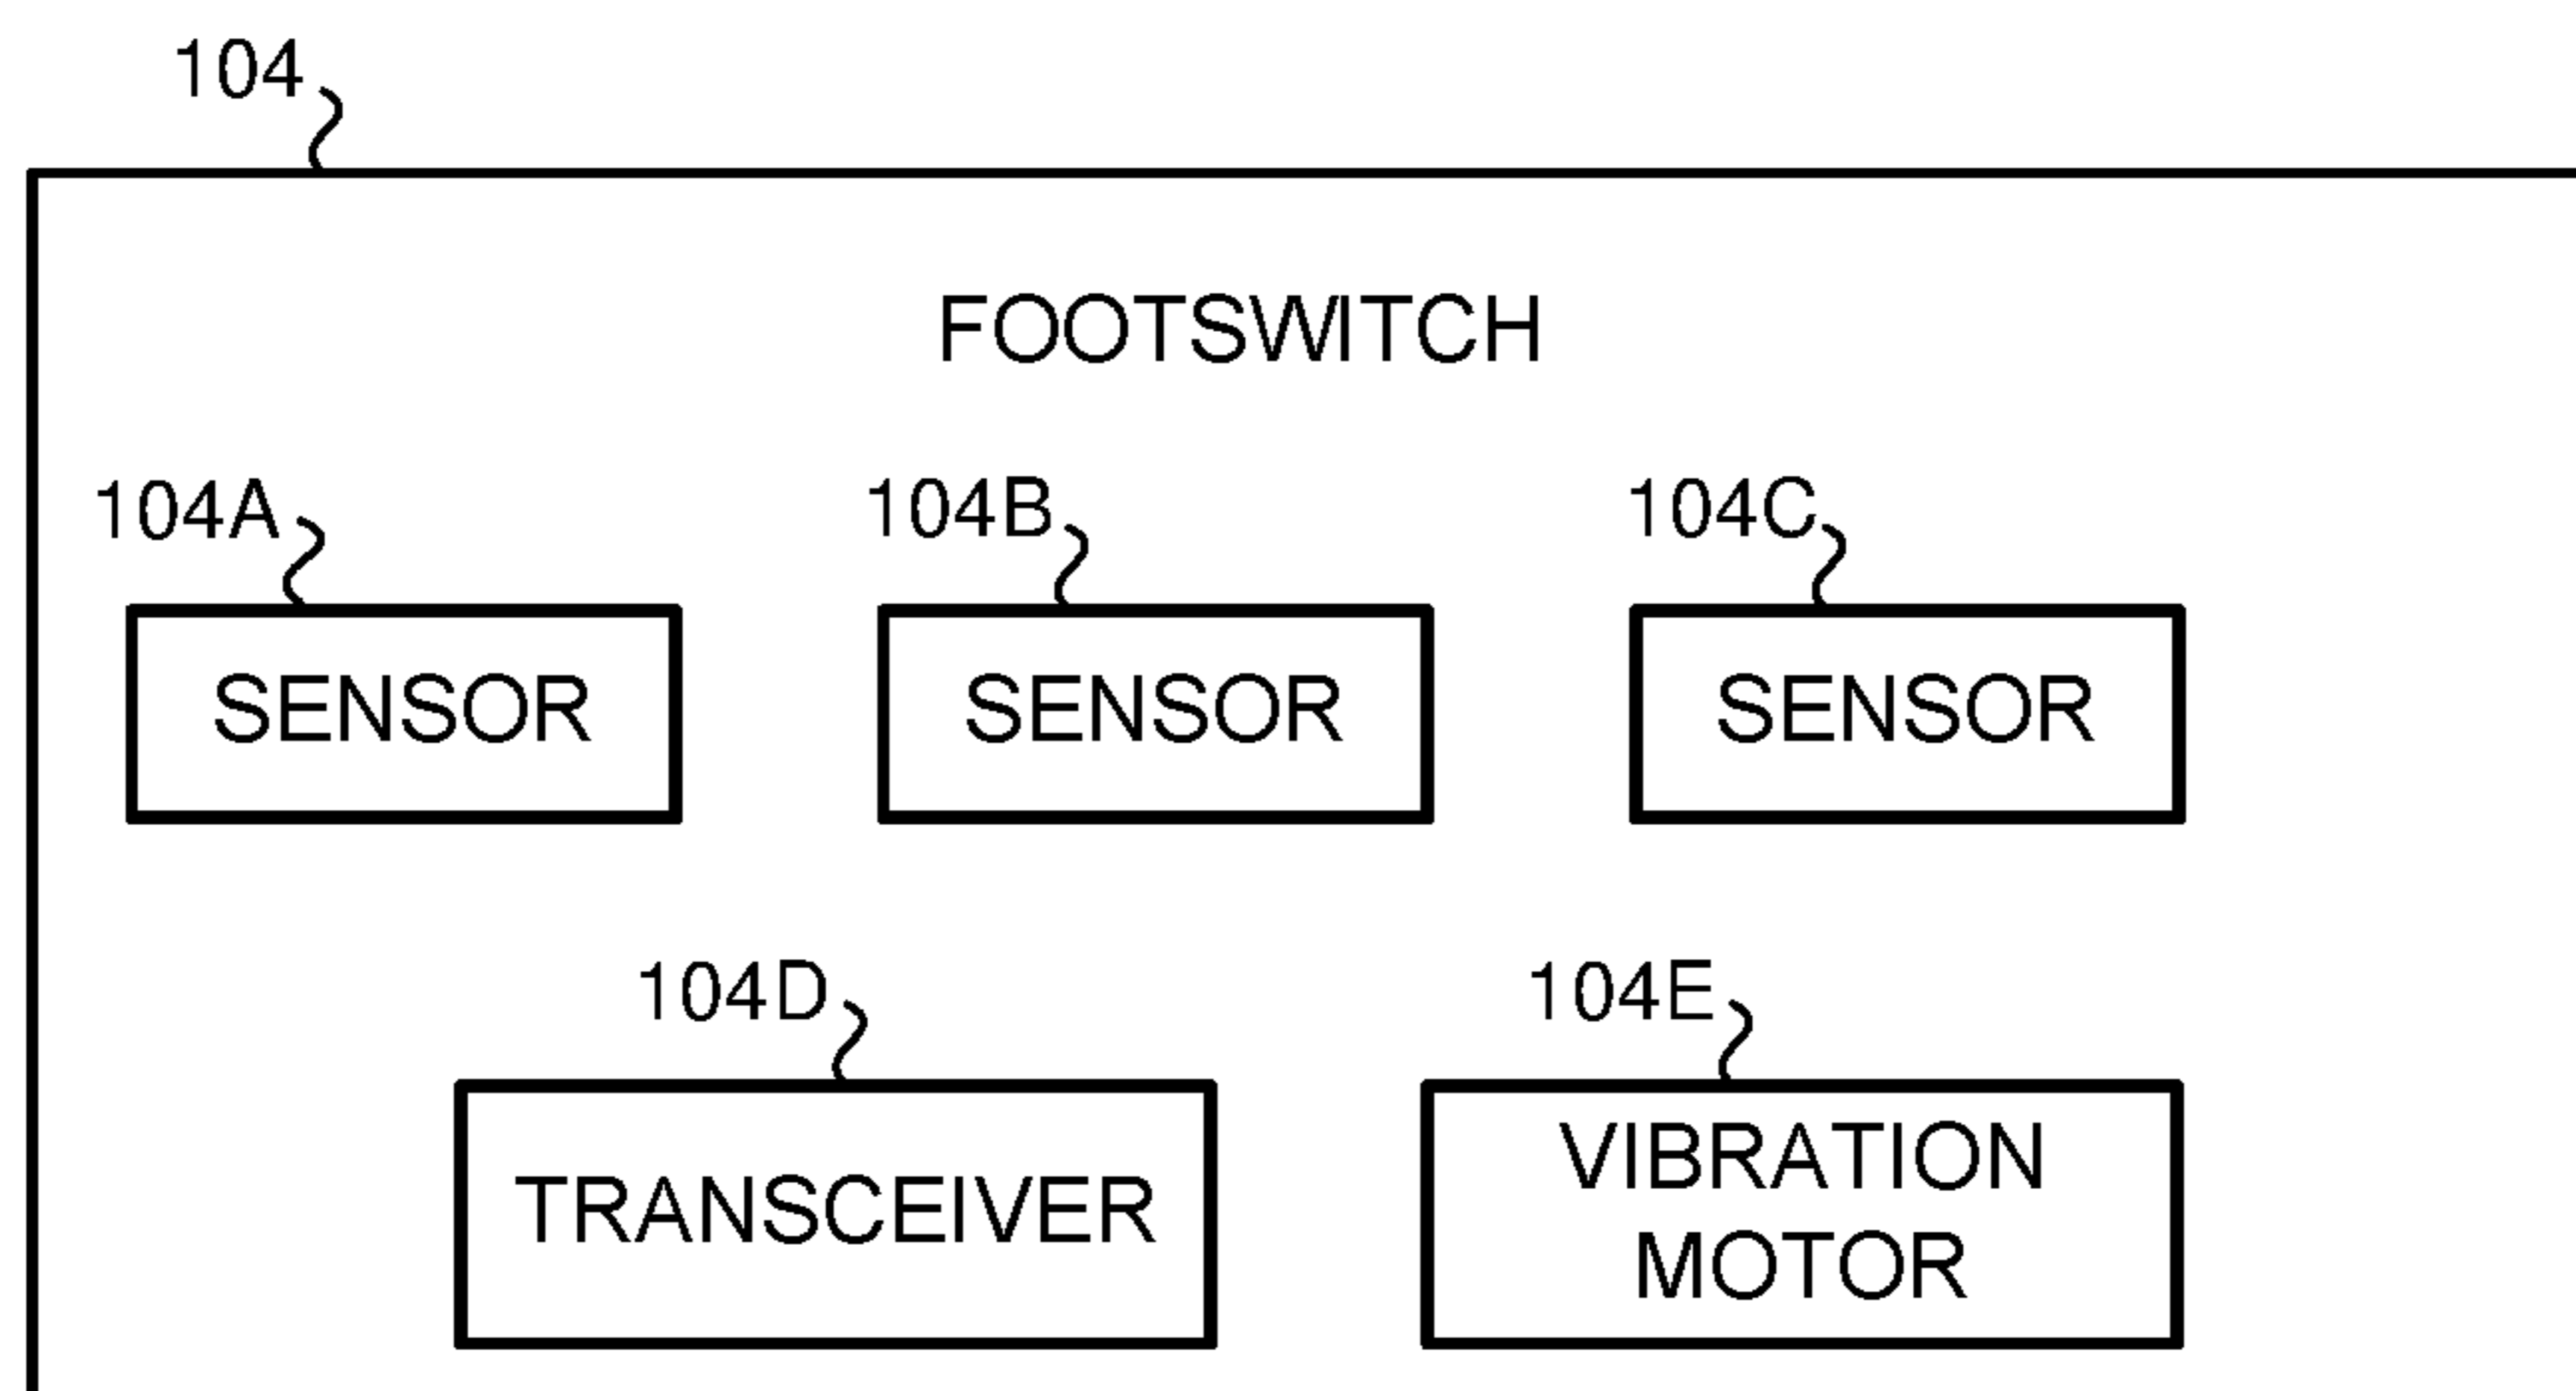 104
FOOTSWITCH
104A
104B
104C
SENSOR
SENSOR
SENSOR
104D
104E
TRANSCEIVER
VIBRATION
MOTOR